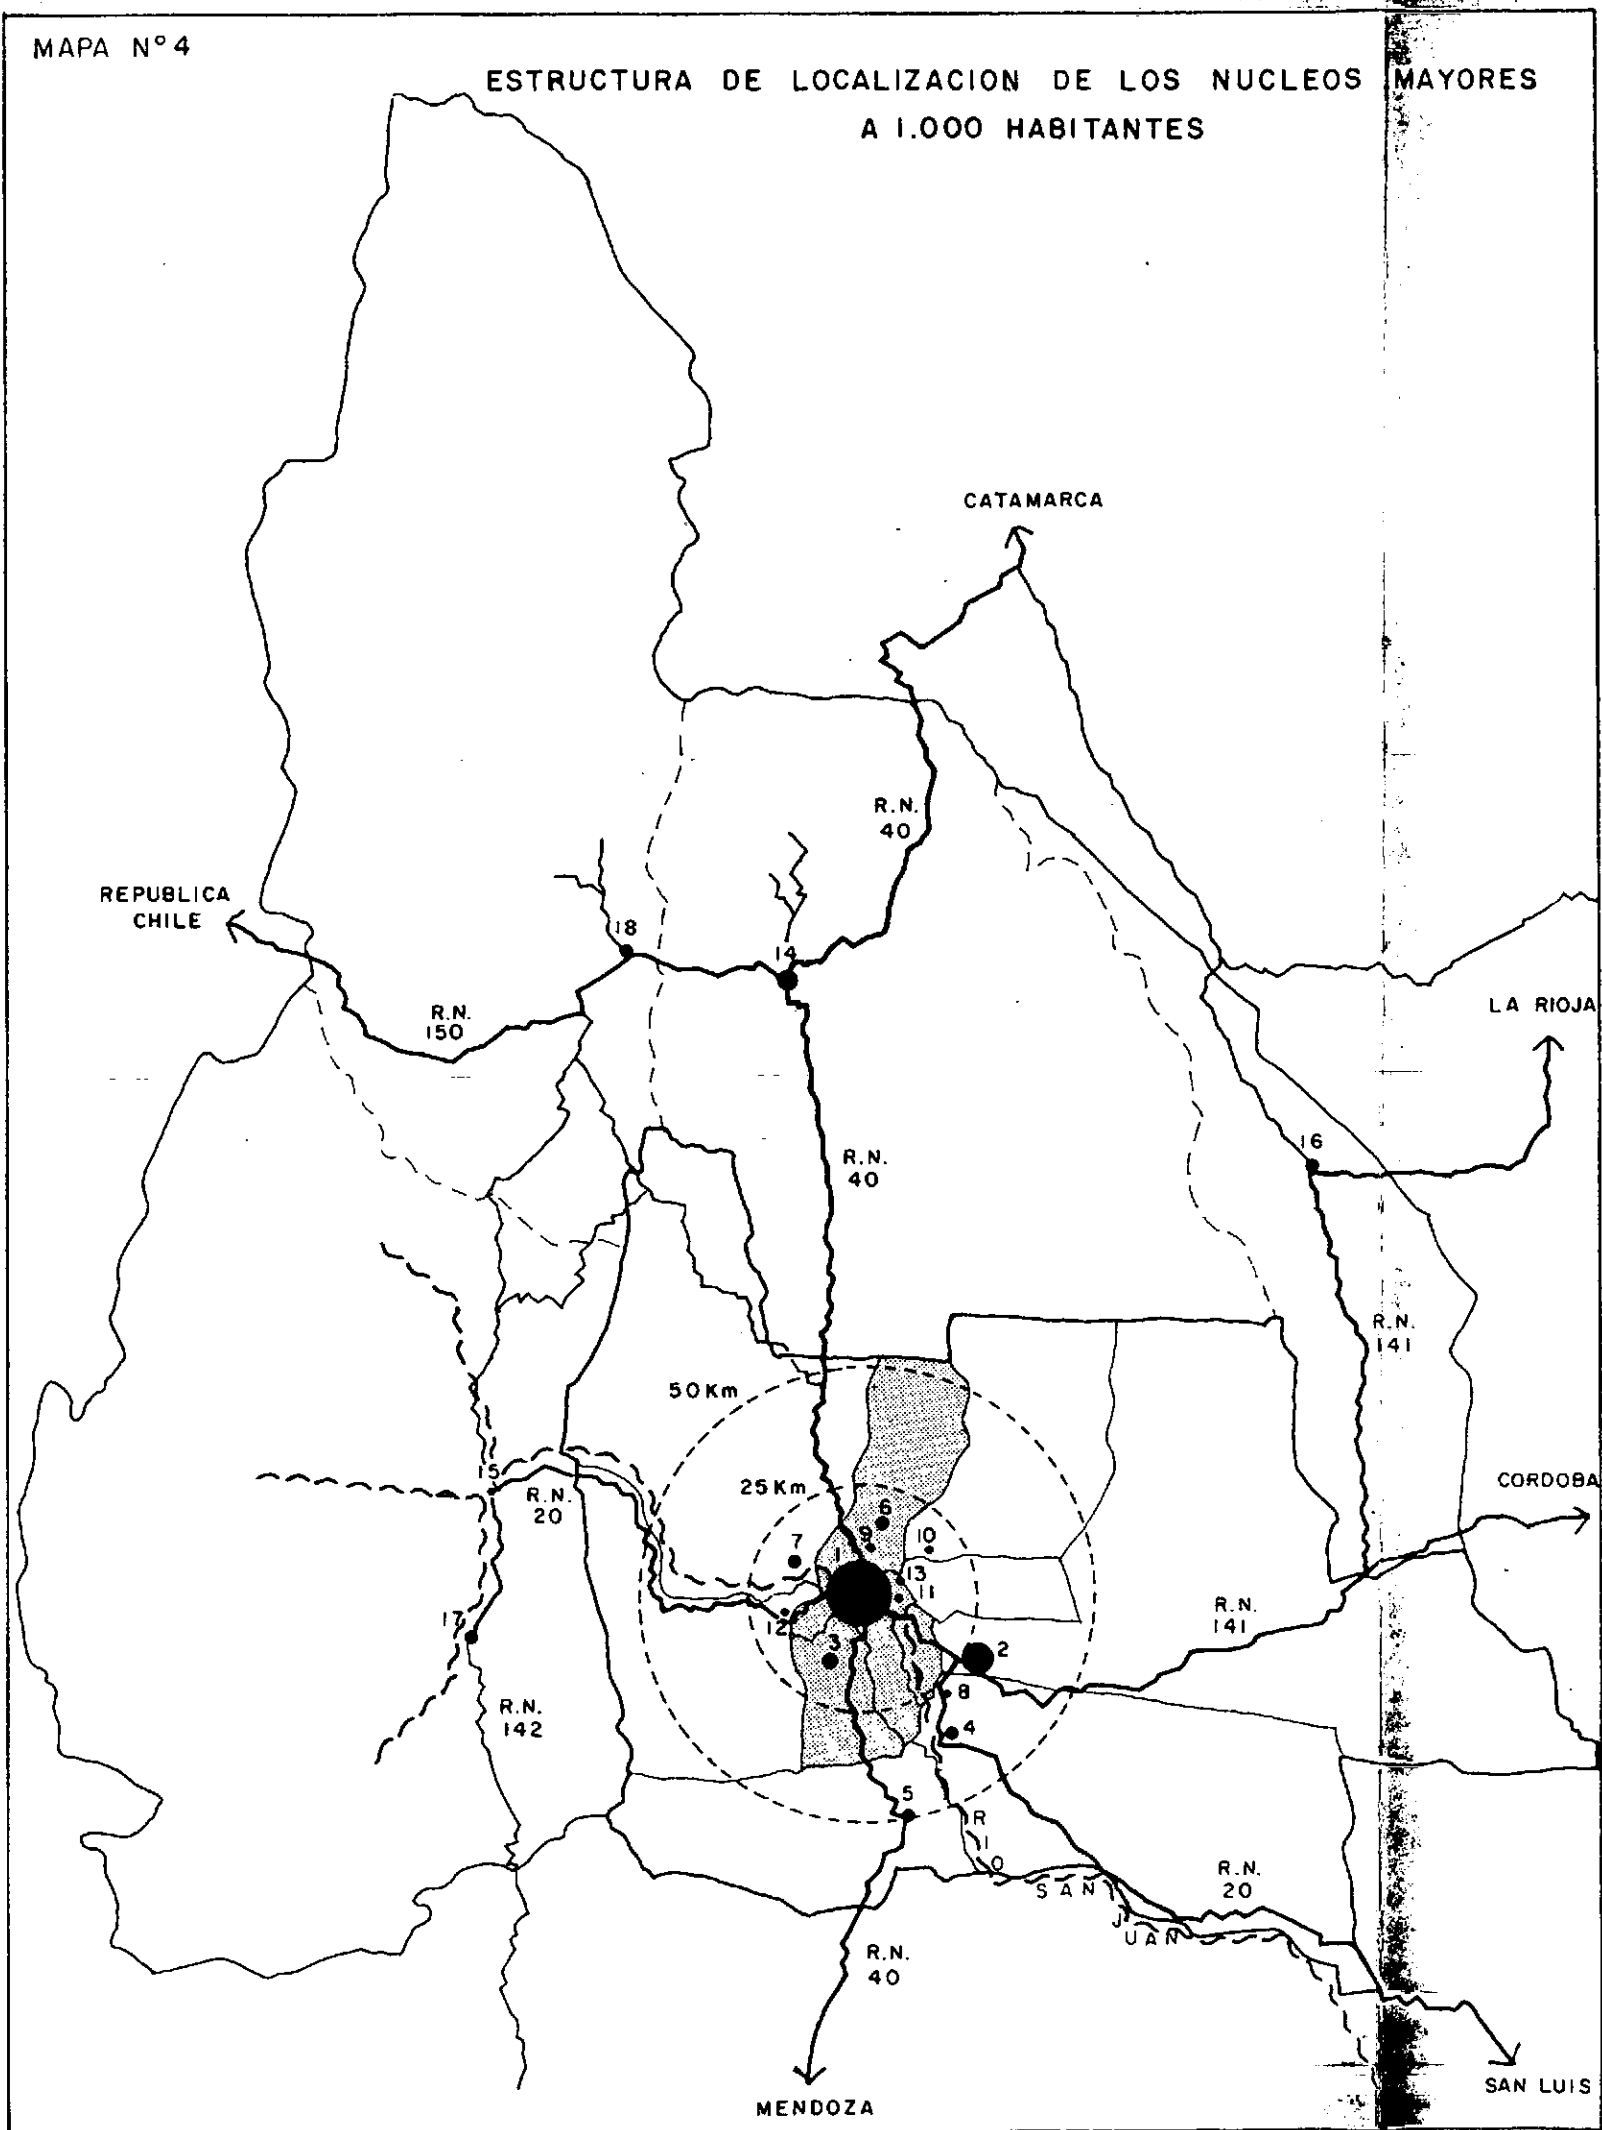 MAPA N° 4
ESTRUCTURA DE LOCALIZACION DE LOS NUCLEOS MAYORES
A 1.000 HABITANTES
CATAMARCA
R.N.
40
REPUBLICA
CHILE
18
14
R.N.
150
LA RIOJA
16
R.N.
40
R.N.
141
50 Km
15
25 Km
R.N.
20
CORDOBA
6
9
10
7
1
13
11
12
17
R.N.
141
3
2
8
R.N.
142
4
5
RIO
SAN
JUAN
R.N.
20
R.N.
40
SAN LUIS
MENDOZA